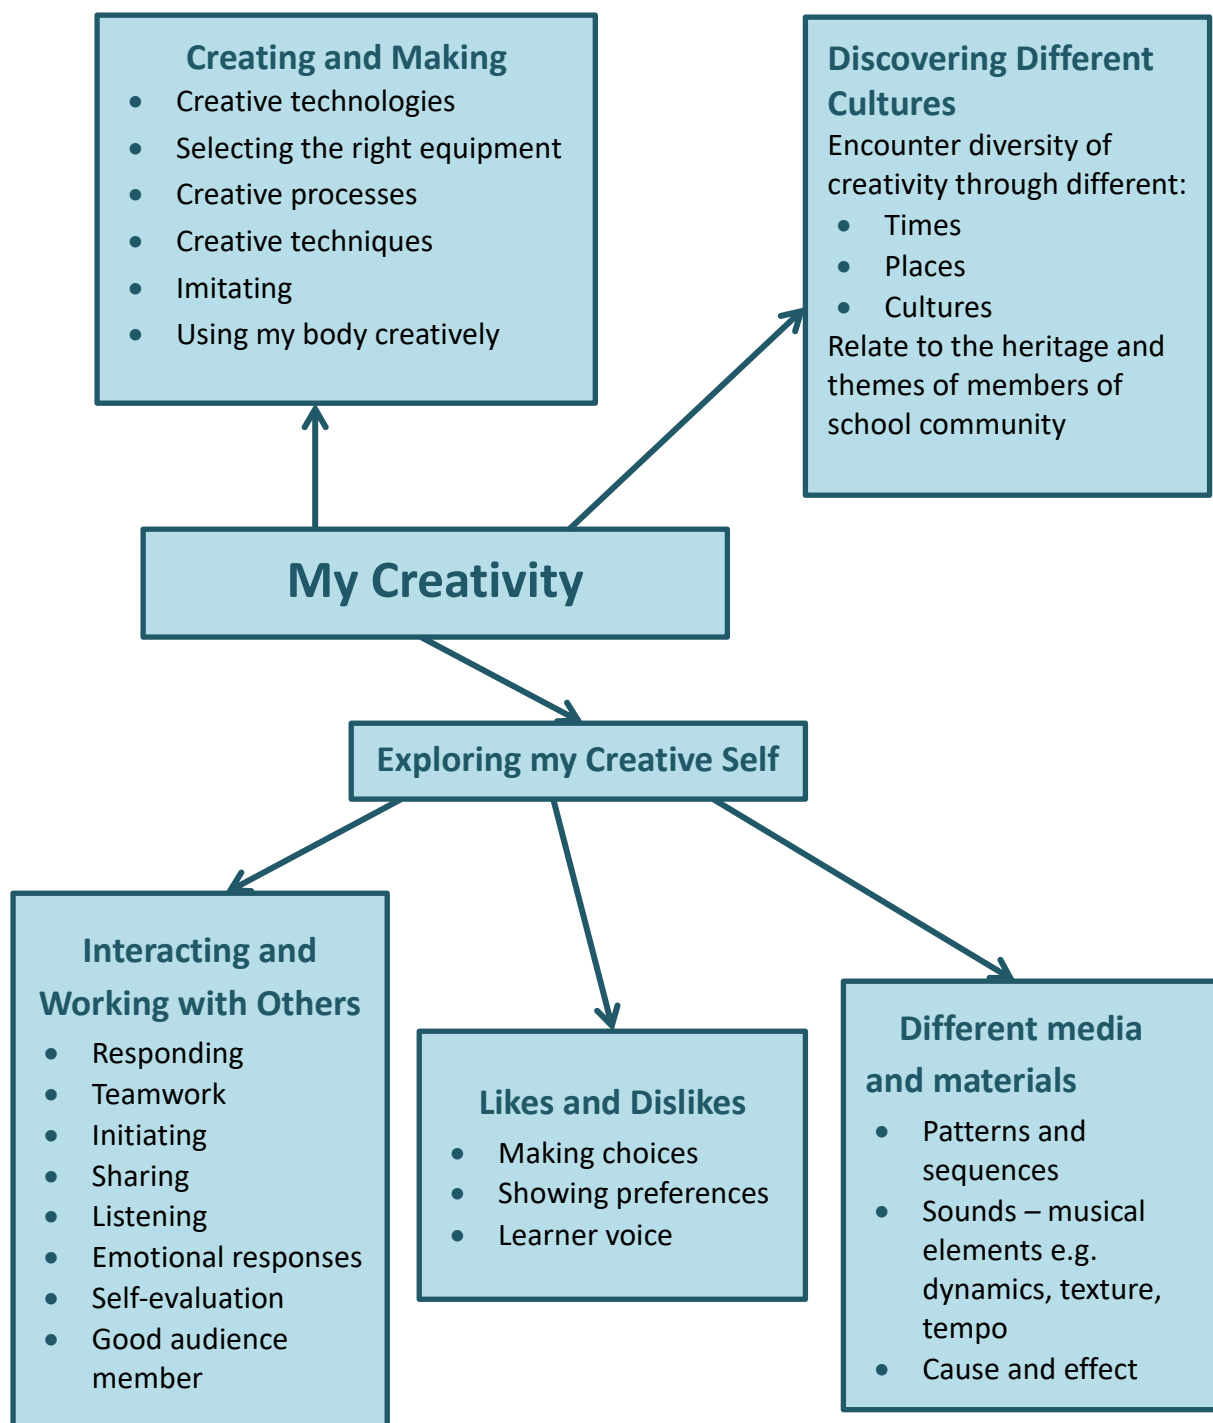 Creating and Making
• Creative technologies
• Selecting the right equipment
• Creative processes
• Creative techniques
• Imitating
• Using my body creatively
Discovering Different
Cultures
Encounter diversity of
creativity through different:
• Times
• Places
• Cultures
Relate to the heritage and
themes of members of
school community
My Creativity
Exploring my Creative Self
Interacting and
Working with Others
• Responding
• Teamwork
• Initiating
• Sharing
• Listening
• Emotional responses
• Self-evaluation
• Good audience
member
Likes and Dislikes
• Making choices
• Showing preferences
• Learner voice
Different media
and materials
• Patterns and
sequences
• Sounds – musical
elements e.g.
dynamics, texture,
tempo
• Cause and effect